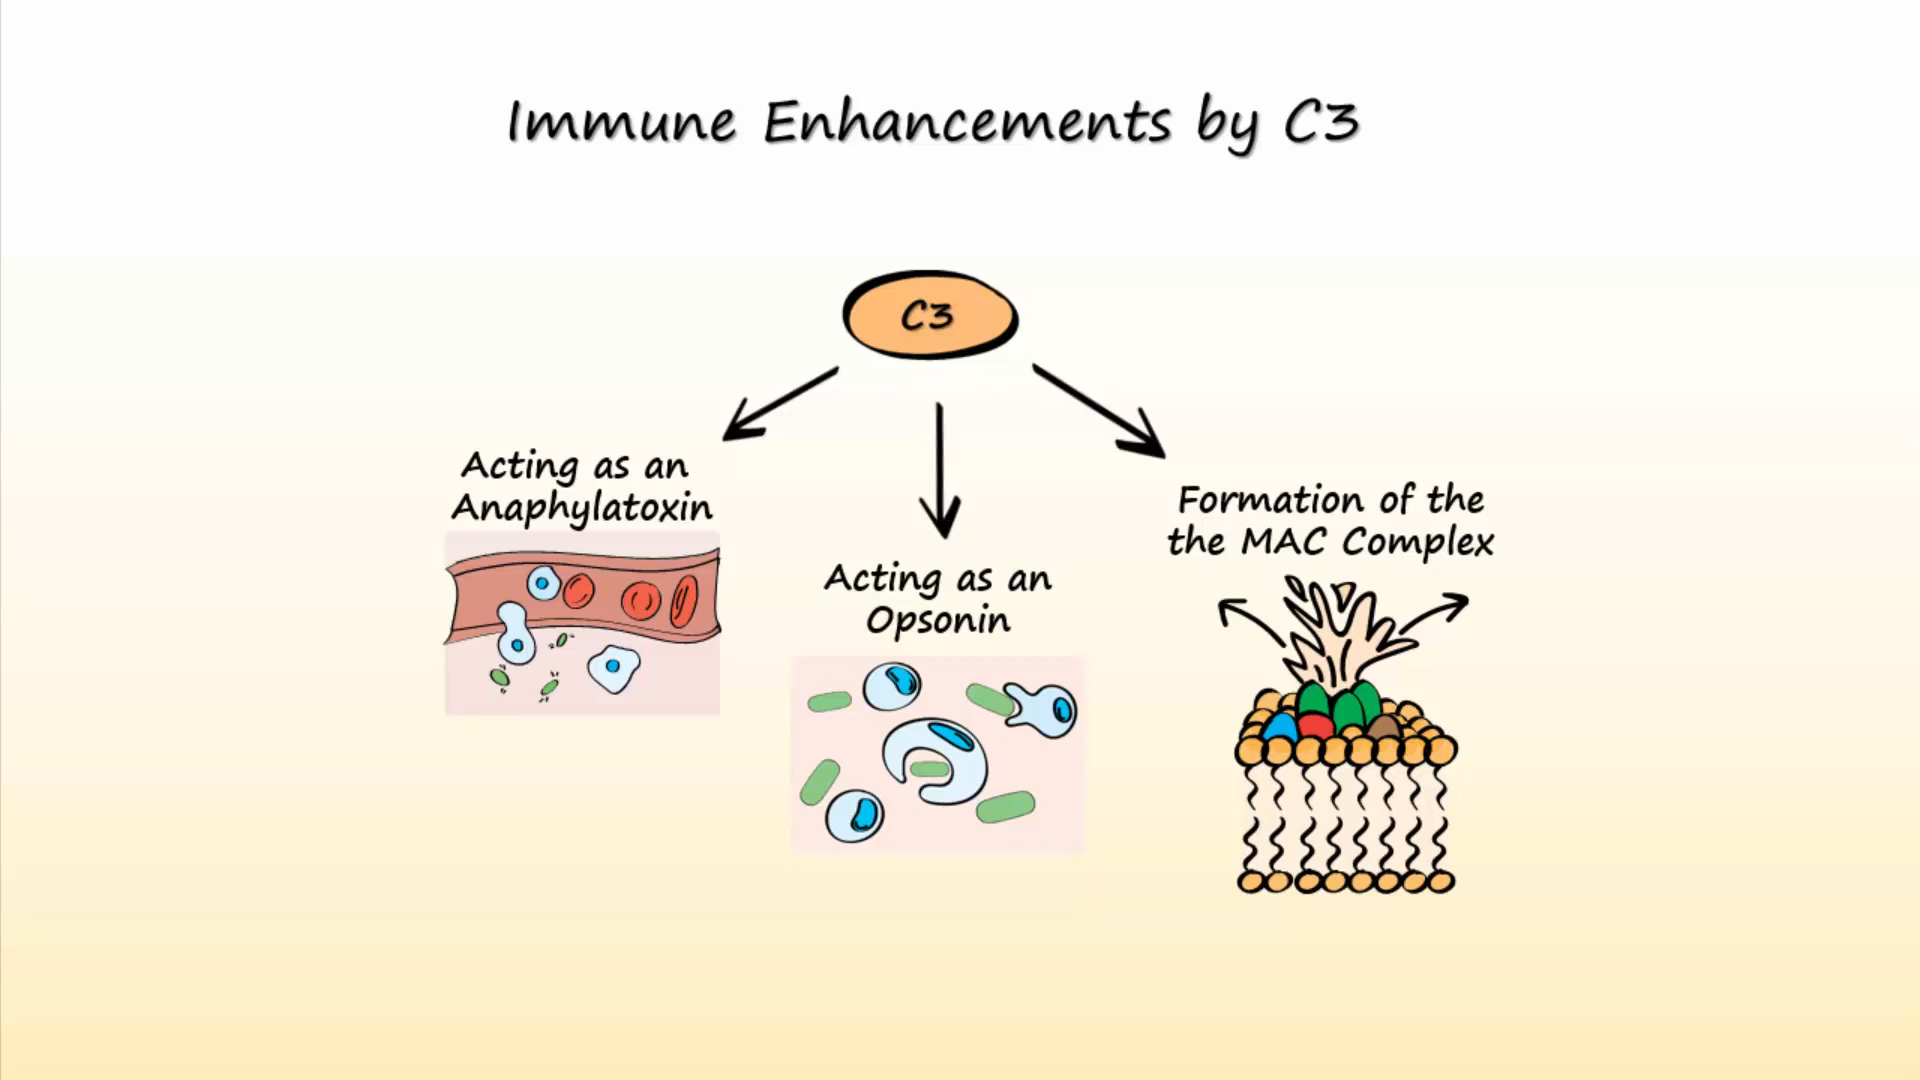 Immune Enhancements by C3
C3
Acting as an
Anaphylatoxin
Acting as an
Opsonin
Formation of the
the MAC Complex